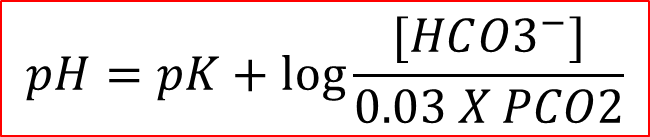 pH = pK + log [HCO3⁻]
0.03 X PCO2